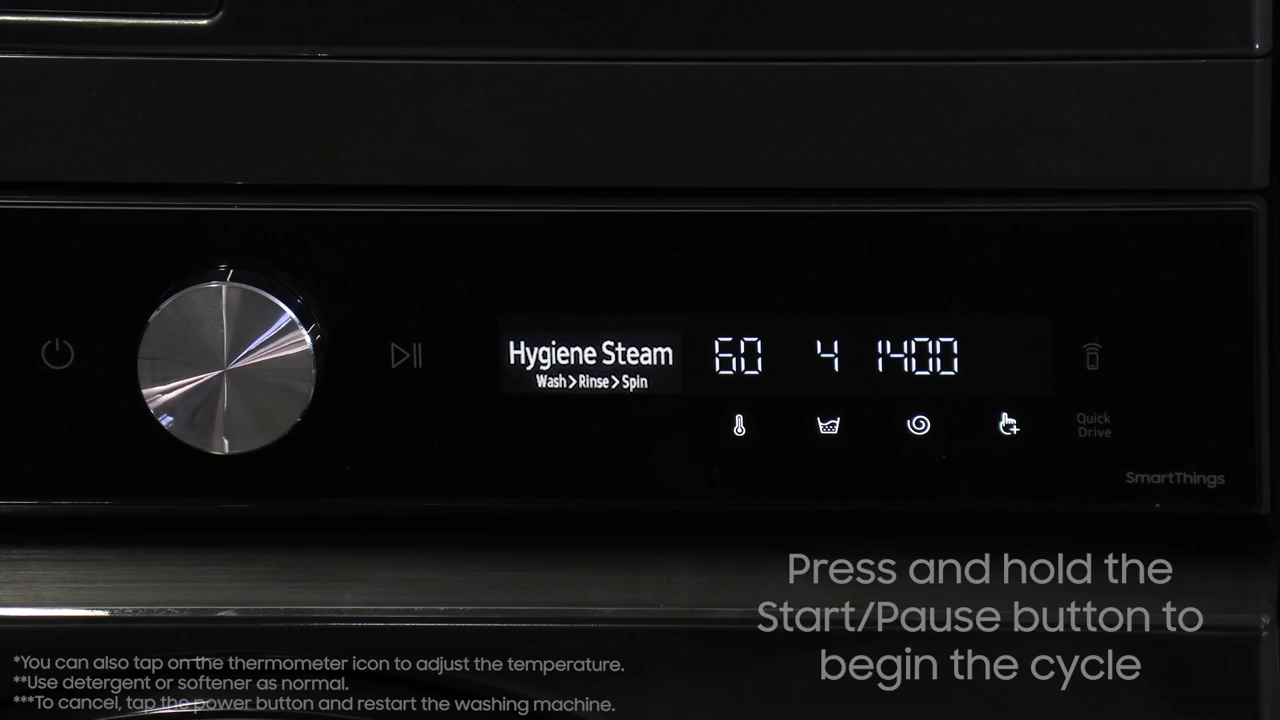 Hygiene Steam 60 4 1400
Wash>Rinse>Spin
Quick
Drive
SmartThings
Press and hold the
Start/Pause button to
begin the cycle
*You can also tap on the thermometer icon to adjust the temperature.
**Use detergent or softener as normal.
***To cancel, tap the power button and restart the washing machine.